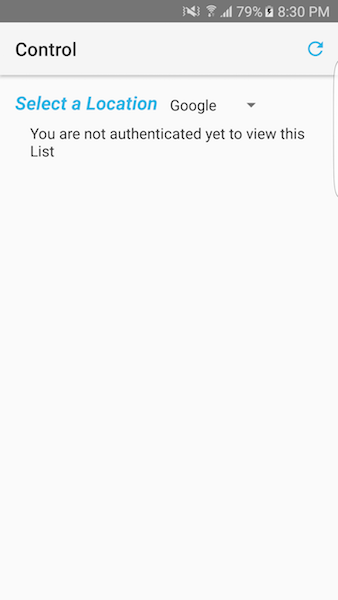 79% 8:30 PM
Control
Select a Location Google
You are not authenticated yet to view this
List